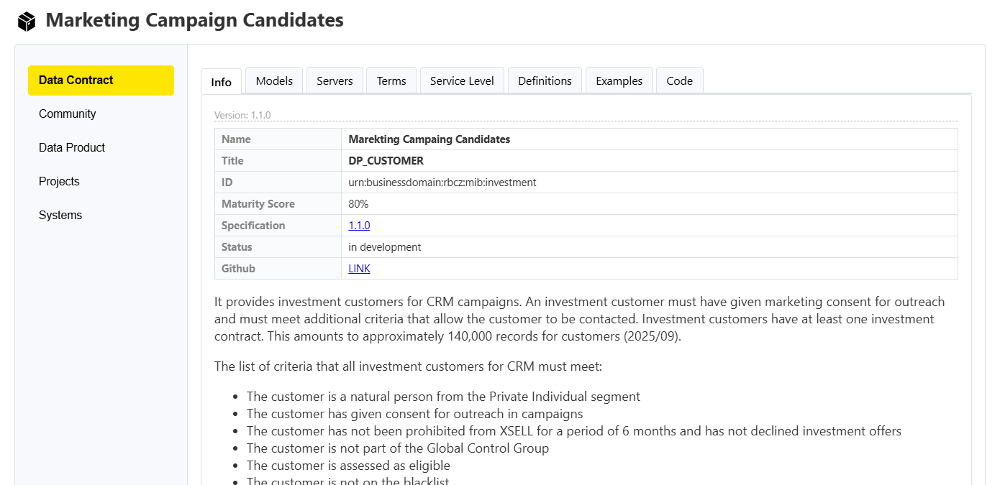 Marketing Campaign Candidates
Data Contract
Community
Data Product
Projects
Systems
Info Models Servers Terms Service Level Definitions Examples Code
Version: 1.1.0
Name Marekting Campaing Candidates
Title DP_CUSTOMER
ID urn:businessdomain:rbcz:mib:investment
Maturity Score 80%
Specification 1.1.0
Status in development
Github LINK
It provides investment customers for CRM campaigns. An investment customer must have given marketing consent for outreach
and must meet additional criteria that allow the customer to be contacted. Investment customers have at least one investment
contract. This amounts to approximately 140,000 records for customers (2025/09).
The list of criteria that all investment customers for CRM must meet:
• The customer is a natural person from the Private Individual segment
• The customer has given consent for outreach in campaigns
• The customer has not been prohibited from XSELL for a period of 6 months and has not declined investment offers
• The customer is not part of the Global Control Group
• The customer is assessed as eligible
• The customer is not on the blacklist